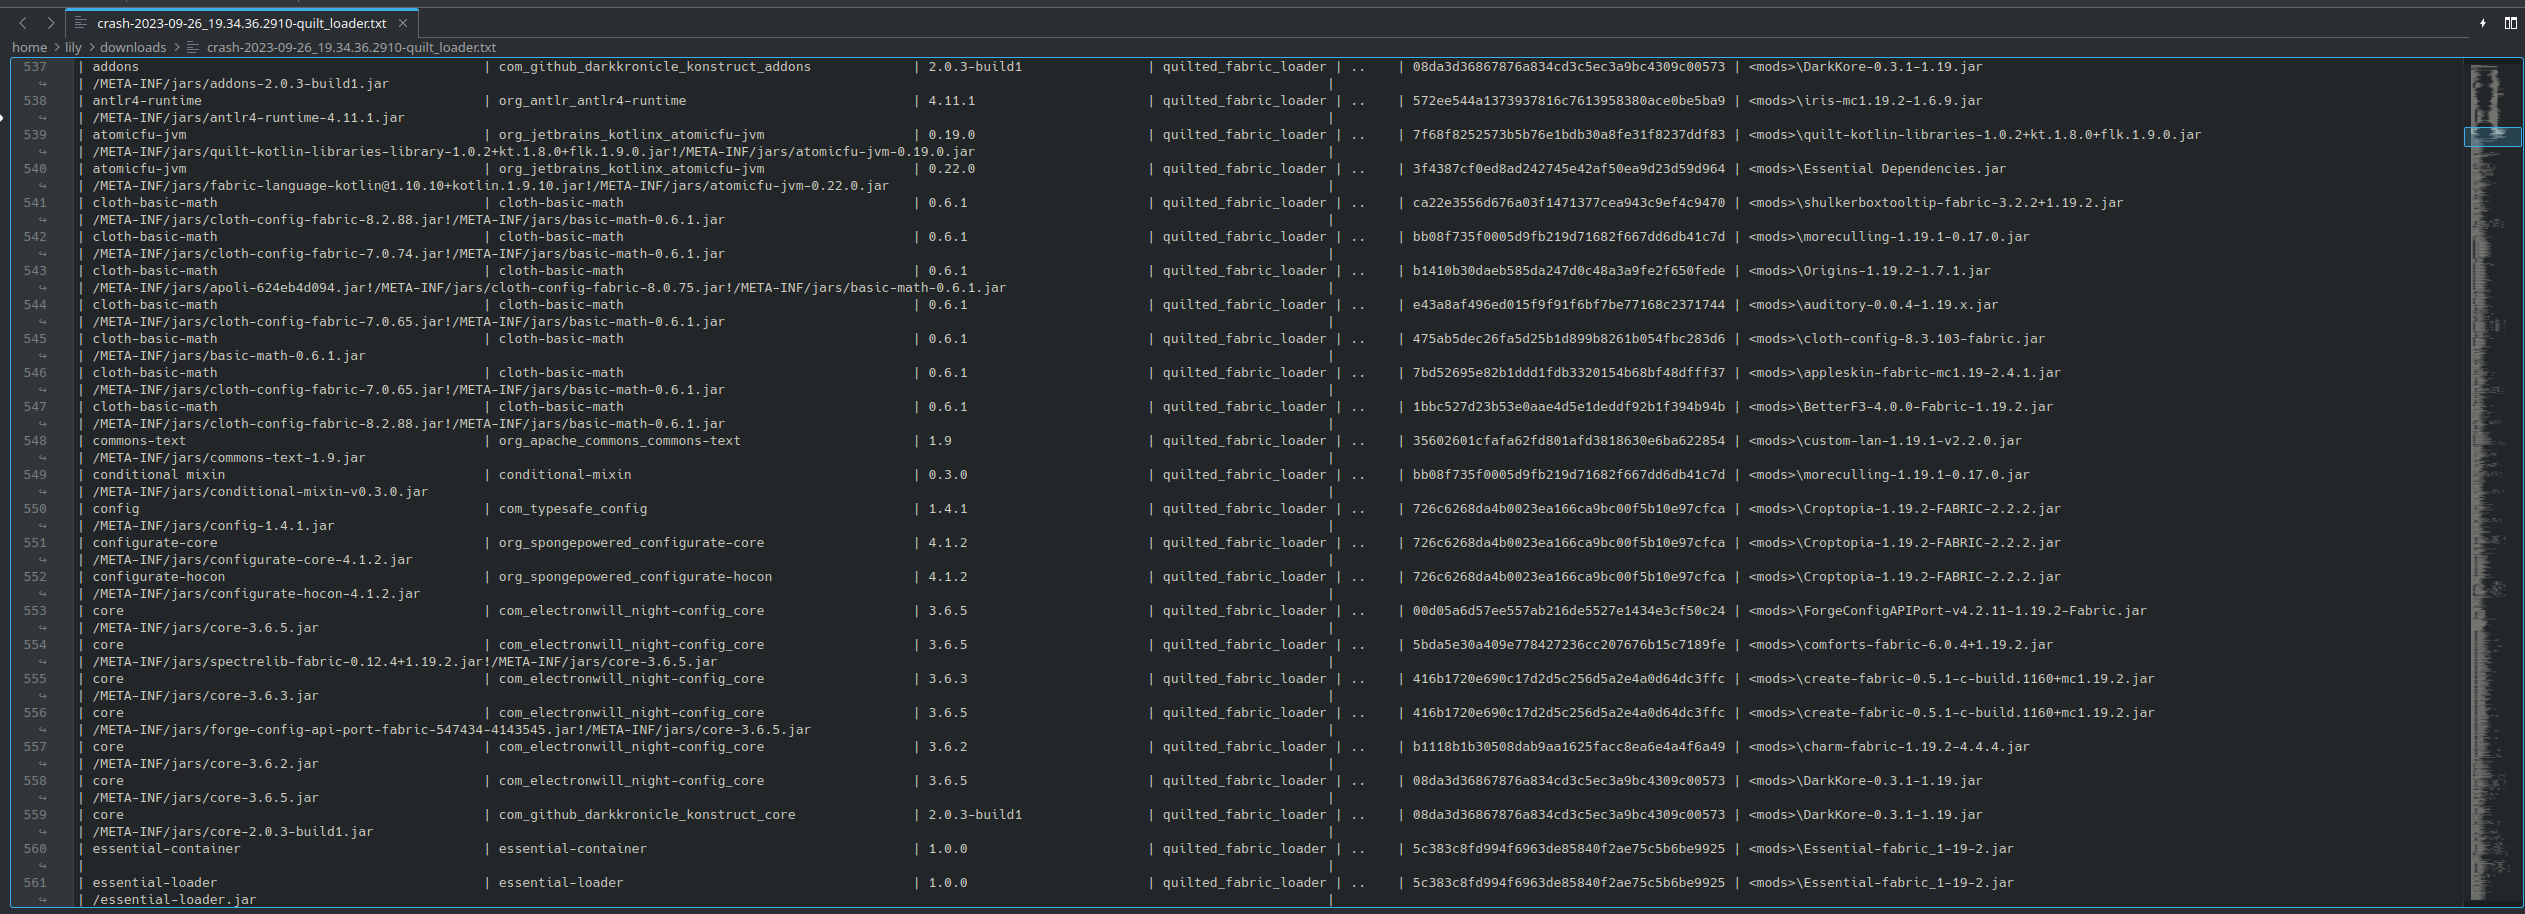 crash-2023-09-26_19.34.36.2910-quilt_loader.txt
home > lily > downloads > crash-2023-09-26_19.34.36.2910-quilt_loader.txt
537 | addons | com_github_darkkronicle_konstruct_addons | 2.0.3-build1 | quilted_fabric_loader | .. | 08da3d36867876a834cd3c5ec3a9bc4309c00573 | <mods>\DarkKore-0.3.1-1.19.jar
| /META-INF/jars/addons-2.0.3-build1.jar |
538 | antlr4-runtime | org_antlr_antlr4-runtime | 4.11.1 | quilted_fabric_loader | .. | 572ee544a1373937816c7613958380ace0be5ba9 | <mods>\iris-mc1.19.2-1.6.9.jar
| /META-INF/jars/antlr4-runtime-4.11.1.jar |
539 | atomicfu-jvm | org_jetbrains_kotlinx_atomicfu-jvm | 0.19.0 | quilted_fabric_loader | .. | 7f68f8252573b5b76e1bdb30a8fe31f8237ddf83 | <mods>\quilt-kotlin-libraries-1.0.2+kt.1.8.0+flk.1.9.0.jar
| /META-INF/jars/quilt-kotlin-libraries-library-1.0.2+kt.1.8.0+flk.1.9.0.jar!/META-INF/jars/atomicfu-jvm-0.19.0.jar |
540 | atomicfu-jvm | org_jetbrains_kotlinx_atomicfu-jvm | 0.22.0 | quilted_fabric_loader | .. | 3f4387cf0ed8ad242745e42af50ea9d23d59d964 | <mods>\Essential Dependencies.jar
| /META-INF/jars/fabric-language-kotlin@1.10.10+kotlin.1.9.10.jar!/META-INF/jars/atomicfu-jvm-0.22.0.jar |
541 | cloth-basic-math | cloth-basic-math | 0.6.1 | quilted_fabric_loader | .. | ca22e3556d676a03f1471377cea943c9ef4c9470 | <mods>\shulkerboxtooltip-fabric-3.2.2+1.19.2.jar
| /META-INF/jars/cloth-config-fabric-8.2.88.jar!/META-INF/jars/basic-math-0.6.1.jar |
542 | cloth-basic-math | cloth-basic-math | 0.6.1 | quilted_fabric_loader | .. | bb08f735f0005d9fb219d71682f667dd6db41c7d | <mods>\moreculling-1.19.1-0.17.0.jar
| /META-INF/jars/cloth-config-fabric-7.0.74.jar!/META-INF/jars/basic-math-0.6.1.jar |
543 | cloth-basic-math | cloth-basic-math | 0.6.1 | quilted_fabric_loader | .. | b1410b30daeb585da247d0c48a3a9fe2f650fede | <mods>\Origins-1.19.2-1.7.1.jar
| /META-INF/jars/apoli-624eb4d094.jar!/META-INF/jars/cloth-config-fabric-8.0.75.jar!/META-INF/jars/basic-math-0.6.1.jar |
544 | cloth-basic-math | cloth-basic-math | 0.6.1 | quilted_fabric_loader | .. | e43a8af496ed015f9f91f6bf7be77168c2371744 | <mods>\auditory-0.0.4-1.19.x.jar
| /META-INF/jars/cloth-config-fabric-7.0.65.jar!/META-INF/jars/basic-math-0.6.1.jar |
545 | cloth-basic-math | cloth-basic-math | 0.6.1 | quilted_fabric_loader | .. | 475ab5dec26fa5d25b1d899b8261b054fbc283d6 | <mods>\cloth-config-8.3.103-fabric.jar
| /META-INF/jars/basic-math-0.6.1.jar |
546 | cloth-basic-math | cloth-basic-math | 0.6.1 | quilted_fabric_loader | .. | 7bd52695e82b1ddd1fdb3320154b68bf48dfff37 | <mods>\appleskin-fabric-mc1.19-2.4.1.jar
| /META-INF/jars/cloth-config-fabric-7.0.65.jar!/META-INF/jars/basic-math-0.6.1.jar |
547 | cloth-basic-math | cloth-basic-math | 0.6.1 | quilted_fabric_loader | .. | 1bbc527d23b53e0aae4d5e1deddf92b1f394b94b | <mods>\BetterF3-4.0.0-Fabric-1.19.2.jar
| /META-INF/jars/cloth-config-fabric-8.2.88.jar!/META-INF/jars/basic-math-0.6.1.jar |
548 | commons-text | org_apache_commons_commons-text | 1.9 | quilted_fabric_loader | .. | 35602601cfafa62fd801afd3818630e6ba622854 | <mods>\custom-lan-1.19.1-v2.2.0.jar
| /META-INF/jars/commons-text-1.9.jar |
549 | conditional mixin | conditional-mixin | 0.3.0 | quilted_fabric_loader | .. | bb08f735f0005d9fb219d71682f667dd6db41c7d | <mods>\moreculling-1.19.1-0.17.0.jar
| /META-INF/jars/conditional-mixin-v0.3.0.jar |
550 | config | com_typesafe_config | 1.4.1 | quilted_fabric_loader | .. | 726c6268da4b0023ea166ca9bc00f5b10e97cfca | <mods>\Croptopia-1.19.2-FABRIC-2.2.2.jar
| /META-INF/jars/config-1.4.1.jar |
551 | configurate-core | org_spongepowered_configurate-core | 4.1.2 | quilted_fabric_loader | .. | 726c6268da4b0023ea166ca9bc00f5b10e97cfca | <mods>\Croptopia-1.19.2-FABRIC-2.2.2.jar
| /META-INF/jars/configurate-core-4.1.2.jar |
552 | configurate-hocon | org_spongepowered_configurate-hocon | 4.1.2 | quilted_fabric_loader | .. | 726c6268da4b0023ea166ca9bc00f5b10e97cfca | <mods>\Croptopia-1.19.2-FABRIC-2.2.2.jar
| /META-INF/jars/configurate-hocon-4.1.2.jar |
553 | core | com_electronwill_night-config_core | 3.6.5 | quilted_fabric_loader | .. | 00d05a6d57ee557ab216de5527e1434e3cf50c24 | <mods>\ForgeConfigAPIPort-v4.2.11-1.19.2-Fabric.jar
| /META-INF/jars/core-3.6.5.jar |
554 | core | com_electronwill_night-config_core | 3.6.5 | quilted_fabric_loader | .. | 5bda5e30a409e778427236cc207676b15c7189fe | <mods>\comforts-fabric-6.0.4+1.19.2.jar
| /META-INF/jars/spectrelib-fabric-0.12.4+1.19.2.jar!/META-INF/jars/core-3.6.5.jar |
555 | core | com_electronwill_night-config_core | 3.6.3 | quilted_fabric_loader | .. | 416b1720e690c17d2d5c256d5a2e4a0d64dc3ffc | <mods>\create-fabric-0.5.1-c-build.1160+mc1.19.2.jar
| /META-INF/jars/core-3.6.3.jar |
556 | core | com_electronwill_night-config_core | 3.6.5 | quilted_fabric_loader | .. | 416b1720e690c17d2d5c256d5a2e4a0d64dc3ffc | <mods>\create-fabric-0.5.1-c-build.1160+mc1.19.2.jar
| /META-INF/jars/forge-config-api-port-fabric-547434-4143545.jar!/META-INF/jars/core-3.6.5.jar |
557 | core | com_electronwill_night-config_core | 3.6.2 | quilted_fabric_loader | .. | b1118b1b30508dab9aa1625facc8ea6e4a4f6a49 | <mods>\charm-fabric-1.19.2-4.4.4.jar
| /META-INF/jars/core-3.6.2.jar |
558 | core | com_electronwill_night-config_core | 3.6.5 | quilted_fabric_loader | .. | 08da3d36867876a834cd3c5ec3a9bc4309c00573 | <mods>\DarkKore-0.3.1-1.19.jar
| /META-INF/jars/core-3.6.5.jar |
559 | core | com_github_darkkronicle_konstruct_core | 2.0.3-build1 | quilted_fabric_loader | .. | 08da3d36867876a834cd3c5ec3a9bc4309c00573 | <mods>\DarkKore-0.3.1-1.19.jar
| /META-INF/jars/core-2.0.3-build1.jar |
560 | essential-container | essential-container | 1.0.0 | quilted_fabric_loader | .. | 5c383c8fd994f6963de85840f2ae75c5b6be9925 | <mods>\Essential-fabric_1-19-2.jar
| |
561 | essential-loader | essential-loader | 1.0.0 | quilted_fabric_loader | .. | 5c383c8fd994f6963de85840f2ae75c5b6be9925 | <mods>\Essential-fabric_1-19-2.jar
| /essential-loader.jar |